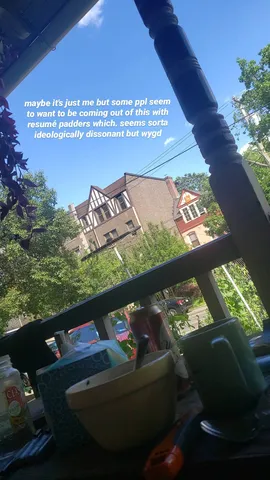 maybe it's just me but some ppl seem
to want to be coming out of this with
resumé padders which. seems sorta
ideologically dissonant but wygd